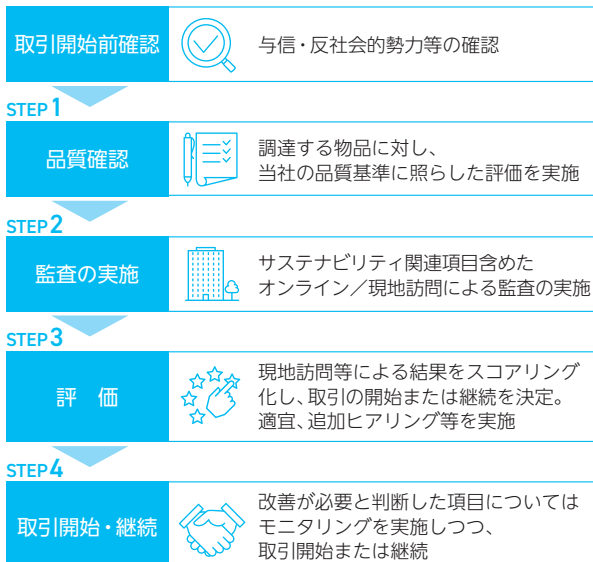 取引開始前確認
与信・反社会的勢力等の確認
STEP1
品質確認
調達する物品に対し、
当社の品質基準に照らした評価を実施
STEP2
監査の実施
サステナビリティ関連項目含めた
オンライン／現地訪問による監査の実施
STEP3
評　価
現地訪問等による結果をスコアリング
化し、取引の開始または継続を決定。
適宜、追加ヒアリング等を実施
STEP4
取引開始・継続
改善が必要と判断した項目については
モニタリングを実施しつつ、
取引開始または継続